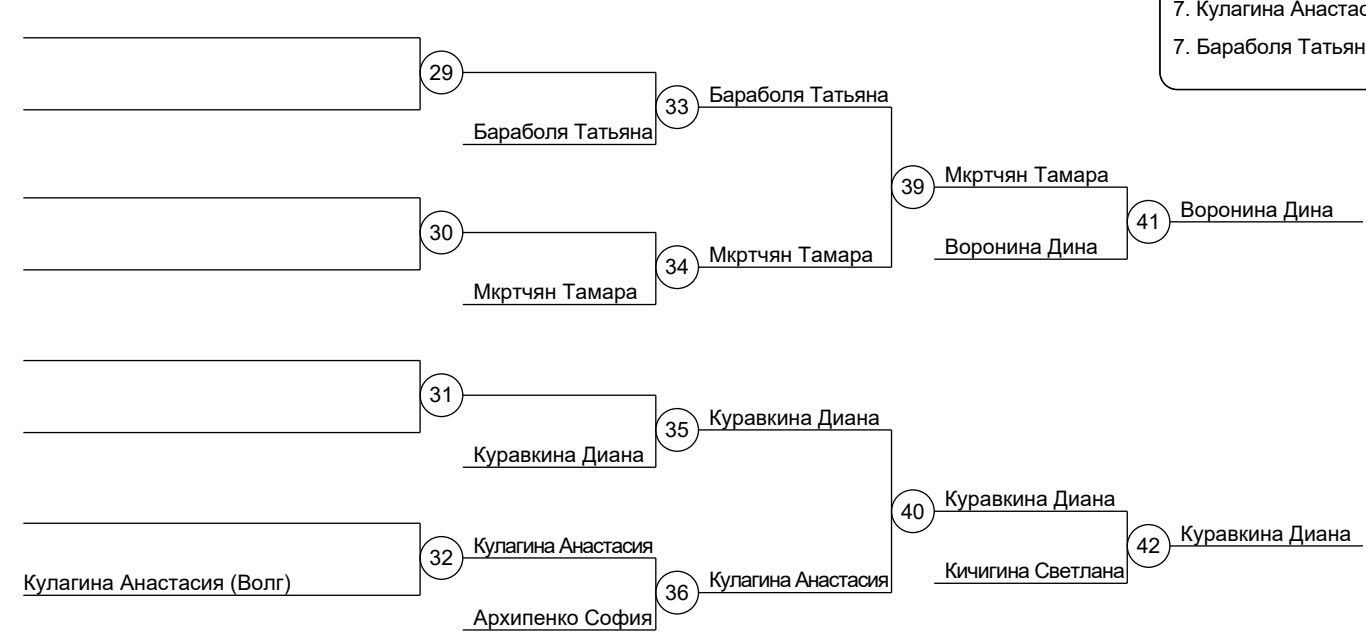 7. Кулагина
7. Бараболя
29
33
Бараболя Татьяна
Бараболя Татьяна
39
Мкртчян Тамара
30
41
Воронина Дина
34
Мкртчян Тамара
Воронина Дина
Мкртчян Тамара
31
35
Куравкина Диана
Куравкина Диана
40
Куравкина Диана
32
Кулагина Анастасия
42
Куравкина Диана
Кулагина Анастасия (Волг)
36
Кулагина Анастасия
Кичигина Светлана
Архипенко София